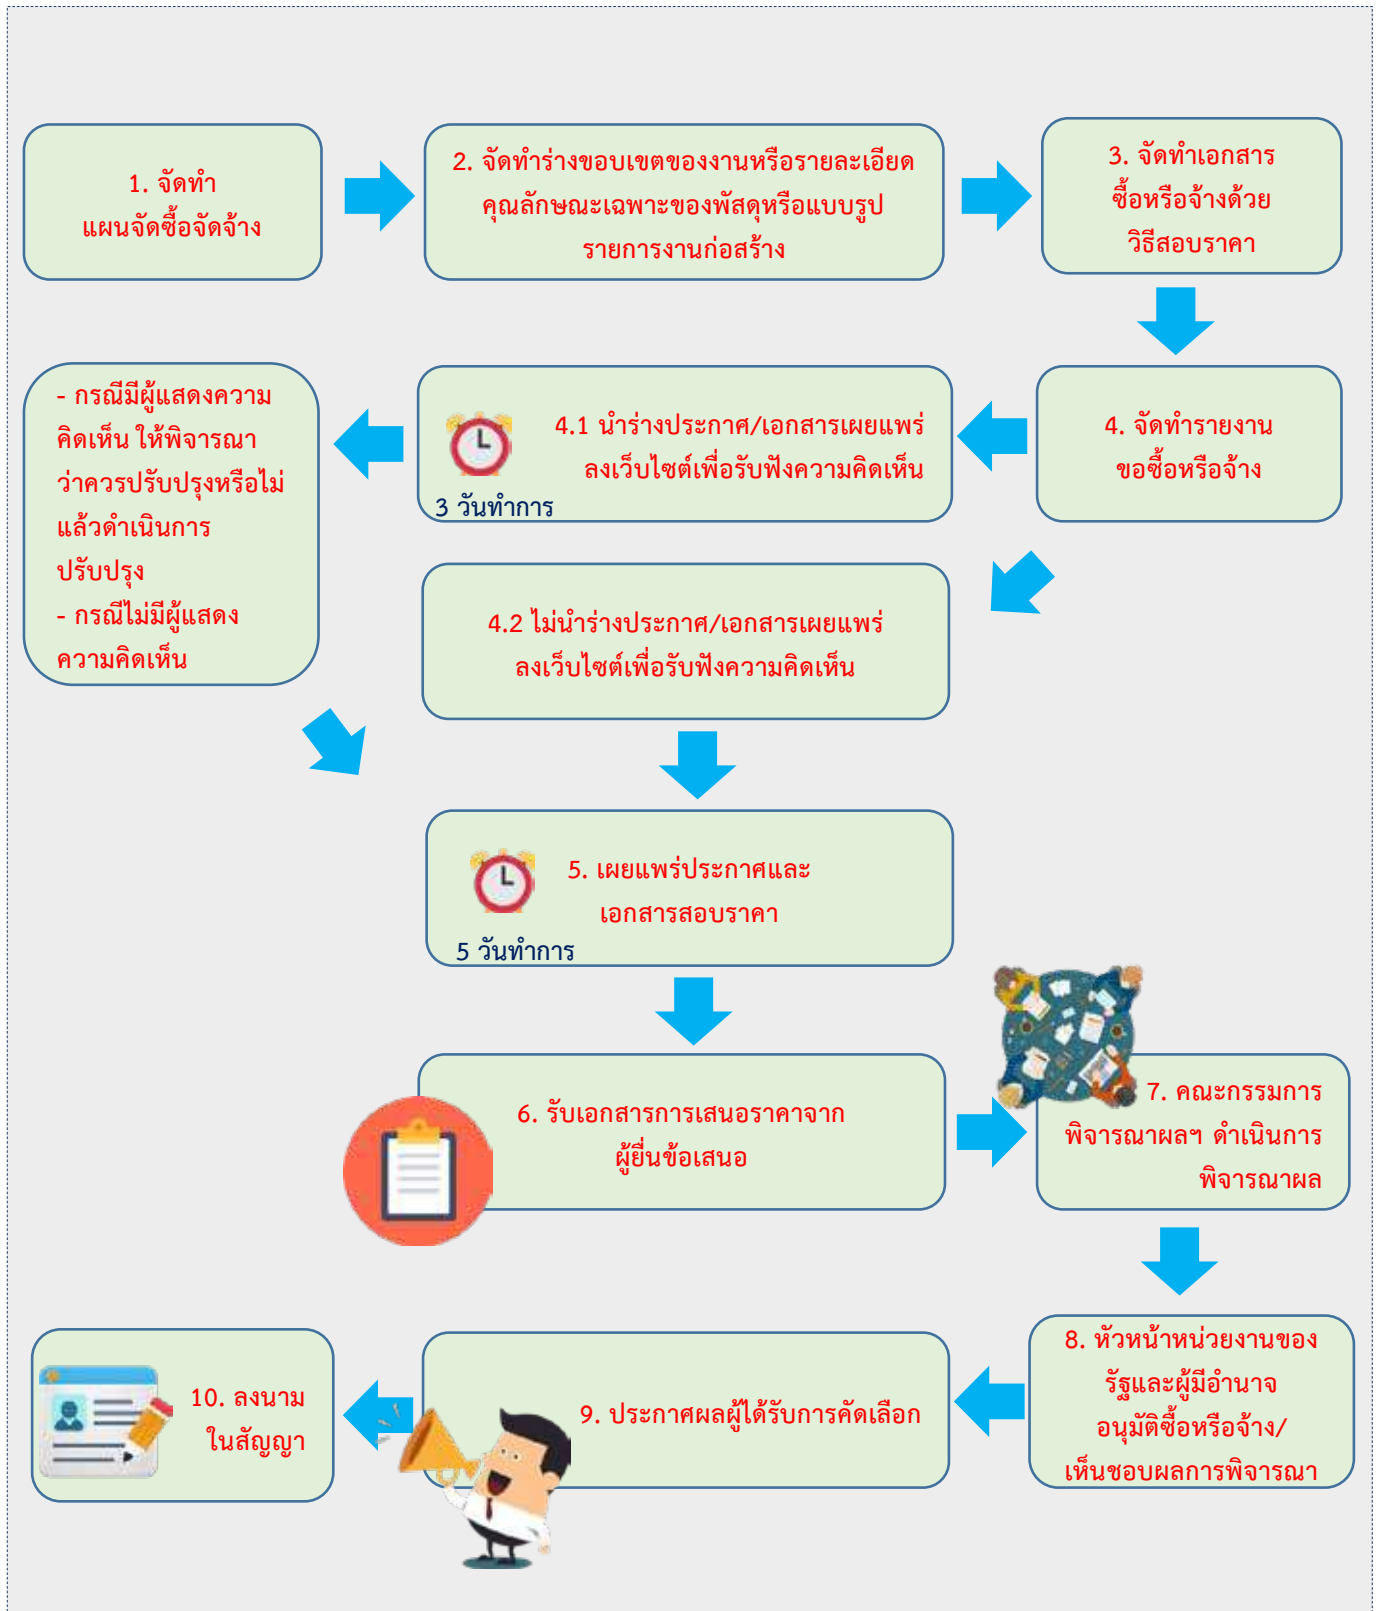 1. จัดทำ
แผนจัดซื้อจัดจ้าง
2. จัดทำร่างขอบเขตของงานหรือรายละเอียด
คุณลักษณะเฉพาะของพัสดุหรือแบบรูป
รายการงานก่อสร้าง
3. จัดทำเอกสาร
ซื้อหรือจ้างด้วย
วิธีสอบราคา
4. จัดทำรายงาน
ขอซื้อหรือจ้าง
4.1 นำร่างประกาศ/เอกสารเผยแพร่
ลงเว็บไซต์เพื่อรับฟังความคิดเห็น
3 วันทำการ
- กรณีมีผู้แสดงความ
คิดเห็น ให้พิจารณา
ว่าควรปรับปรุงหรือไม่
แล้วดำเนินการ
ปรับปรุง
- กรณีไม่มีผู้แสดง
ความคิดเห็น
4.2 ไม่นำร่างประกาศ/เอกสารเผยแพร่
ลงเว็บไซต์เพื่อรับฟังความคิดเห็น
5. เผยแพร่ประกาศและ
เอกสารสอบราคา
5 วันทำการ
6. รับเอกสารการเสนอราคาจาก
ผู้ยื่นข้อเสนอ
7. คณะกรรมการ
พิจารณาผลฯ ดำเนินการ
พิจารณาผล
8. หัวหน้าหน่วยงานของ
รัฐและผู้มีอำนาจ
อนุมัติซื้อหรือจ้าง/
เห็นชอบผลการพิจารณา
9. ประกาศผลผู้ได้รับการคัดเลือก
10. ลงนาม
ในสัญญา